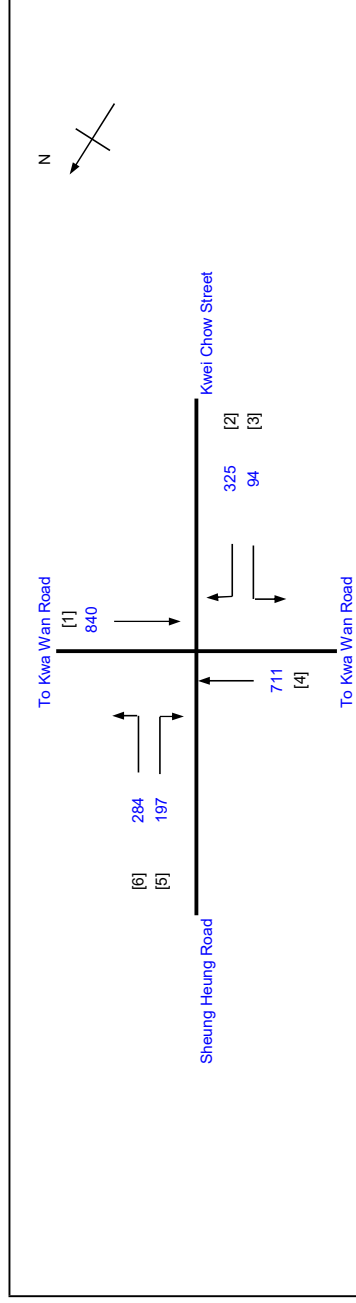 N
To Kwa Wan Road
[1]
840
284
[6]
197
[5]
Sheung Heung Road
Kwei Chow Street
325
[2]
94
[3]
711
[4]
To Kwa Wan Road